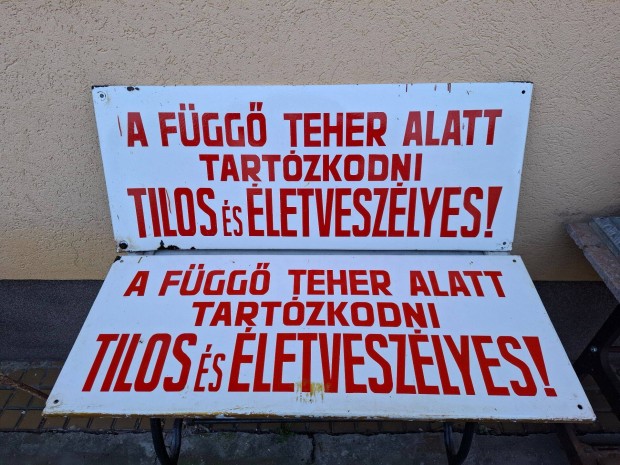 A FÜGGŐ TEHER ALATT
TARTÓZKODNI
TILOS ÉS ÉLETVESZÉLYES!
A FÜGGŐ TEHER ALATT
TARTÓZKODNI
TILOS ÉS ÉLETVESZÉLYES!